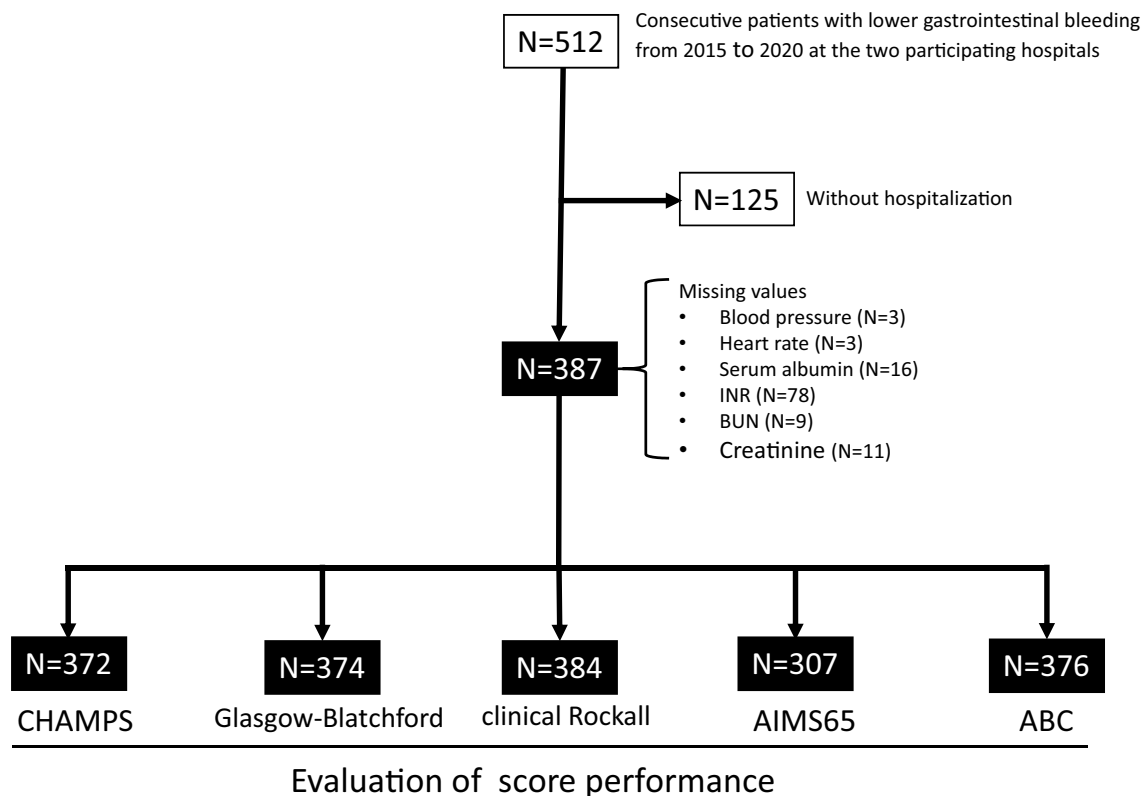 N=512
Consecutive patients with lower gastrointestinal bleeding
from 2015 to 2020 at the two participating hospitals
N=125
Without hospitalization
N=387
Missing values
• Blood pressure (N=3)
• Heart rate (N=3)
• Serum albumin (N=16)
• INR (N=78)
• BUN (N=9)
• Creatinine (N=11)
N=372
N=374
N=384
N=307
N=376
CHAMPS
Glasgow-Blatchford
clinical Rockall
AIMS65
ABC
Evaluation of score performance